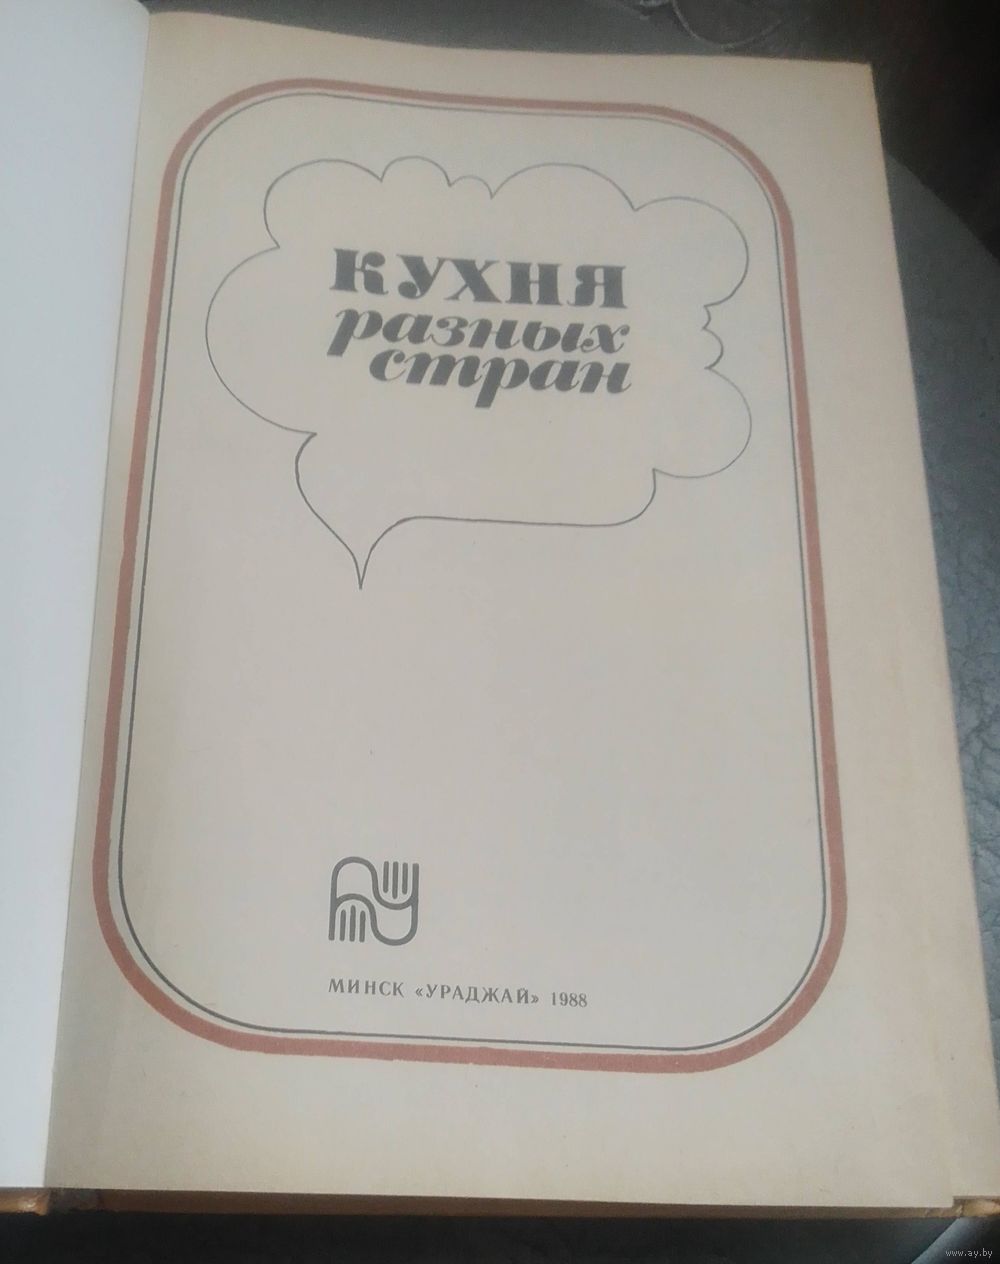 КУХНЯ
разных
стран
МИНСК «УРАДЖАЙ» 1988
www.ay.by